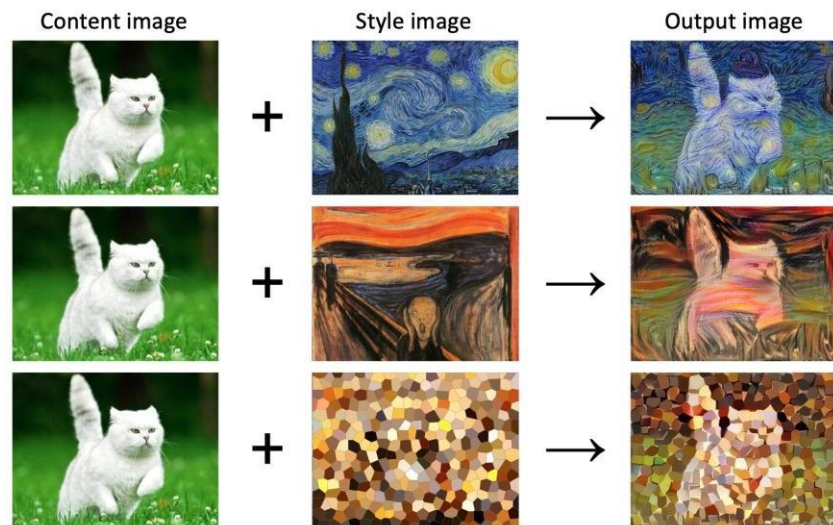 Content image
Style image
Output image
+
→
+
→
+
→